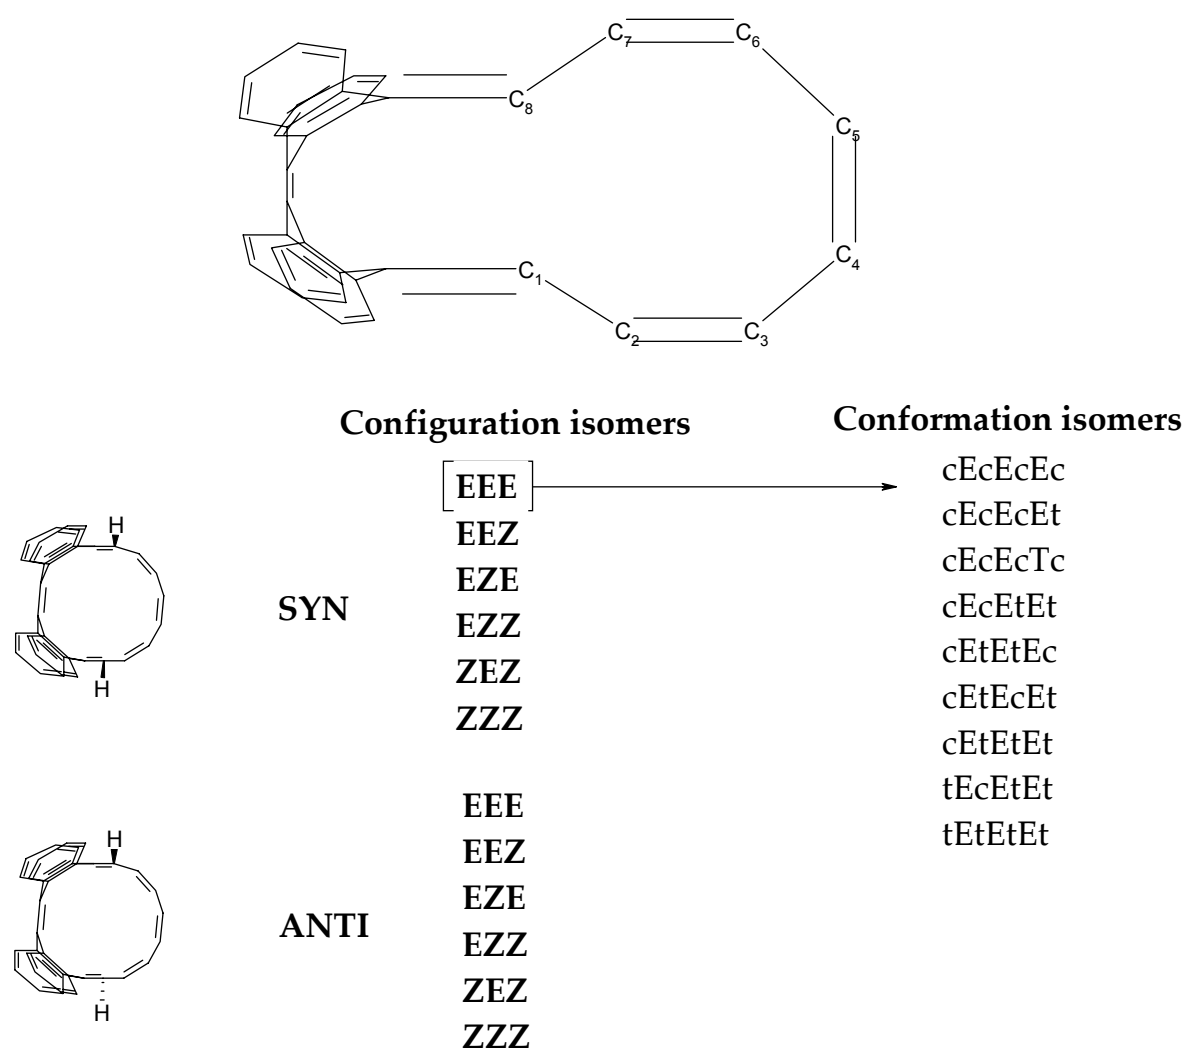 C7
C6
C8
C5
C4
C1
C2
C3
Configuration isomers
Conformation isomers
EEE
cEcEcEc
EEZ
cEcEcEt
EZE
cEcEcTc
EZZ
cEcEtEt
ZEZ
cEtEtEc
ZZZ
cEtEcEt
cEtEtEt
tEcEtEt
tEtEtEt
H
SYN
H
EEE
EEZ
EZE
EZZ
ZEZ
ZZZ
H
ANTI
H